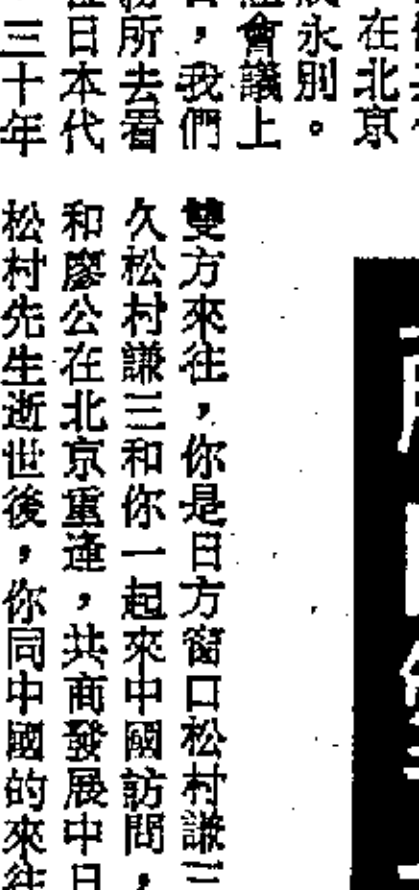 在北京
永別。
會議上
，我們
所去看
日本代
三十年
雙方來往，你是日方窗口松村謙三
久松村謙三和你一起來中國訪問，
和廖公在北京重逢，共商發展中日
松村先生逝世後，你同中國的來往